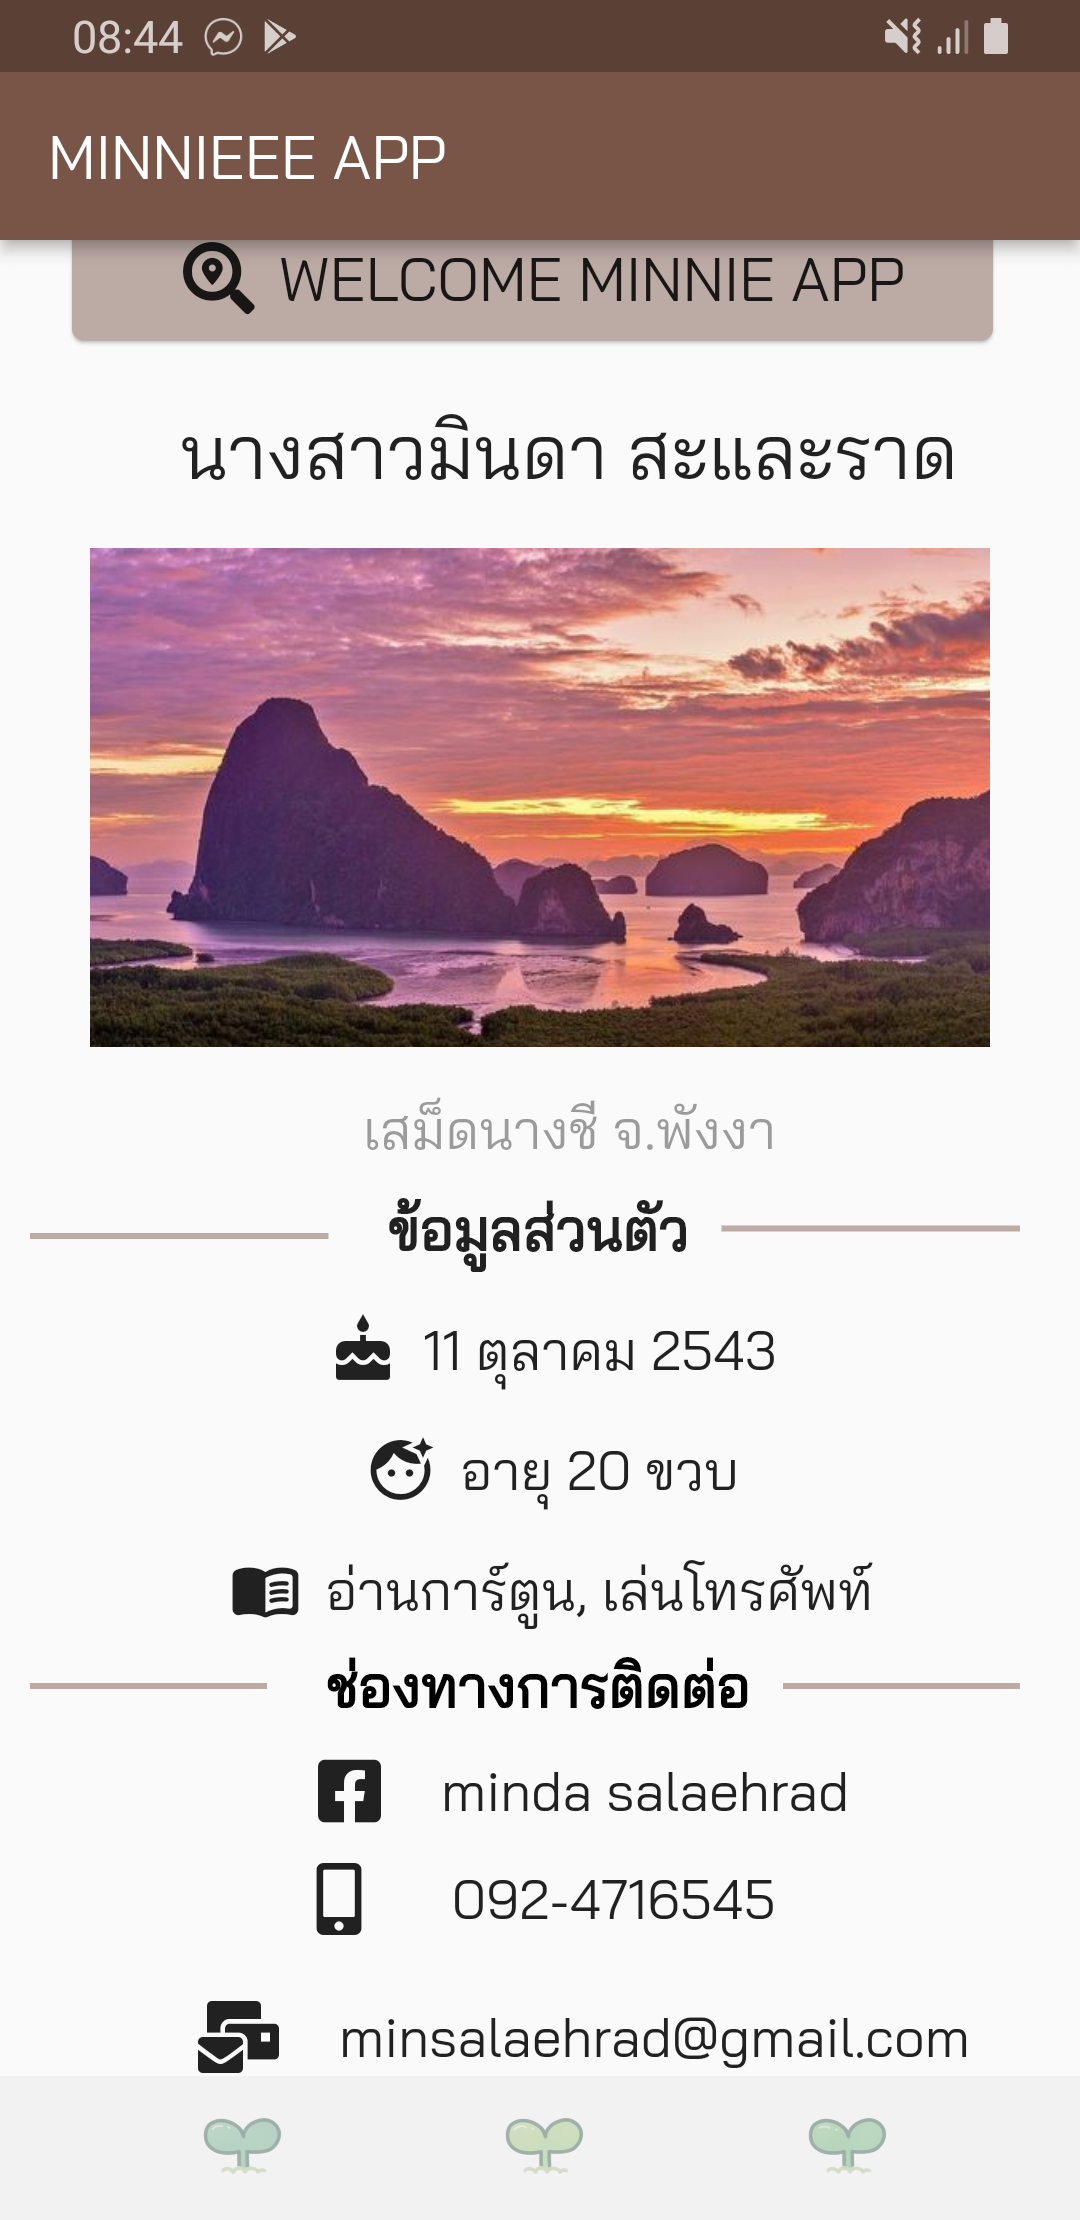 08:44
MINNIEEE APP
WELCOME MINNIE APP
นางสาวมินดา สะและราด
เสม็ดนางชี จ.พังงา
ข้อมูลส่วนตัว
11 ตุลาคม 2543
อายุ 20 ขวบ
อ่านการ์ตูน, เล่นโทรศัพท์
ช่องทางการติดต่อ
minda salaehrad
092-4716545
minsalaehrad@gmail.com